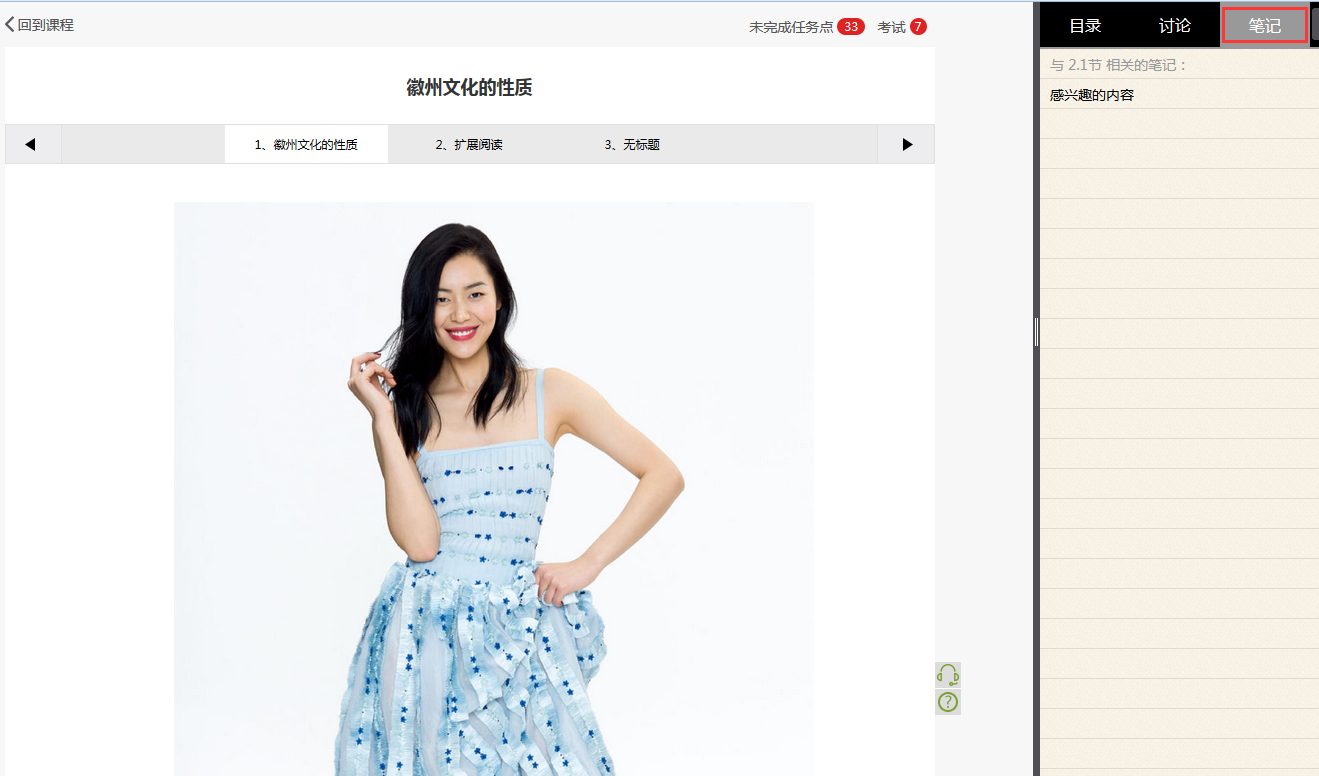 回到课程
未完成任务点 33 考试 7
目录 讨论 笔记
徽州文化的性质
1、徽州文化的性质 2、扩展阅读 3、无标题
与 2.1节 相关的笔记：
感兴趣的内容
?